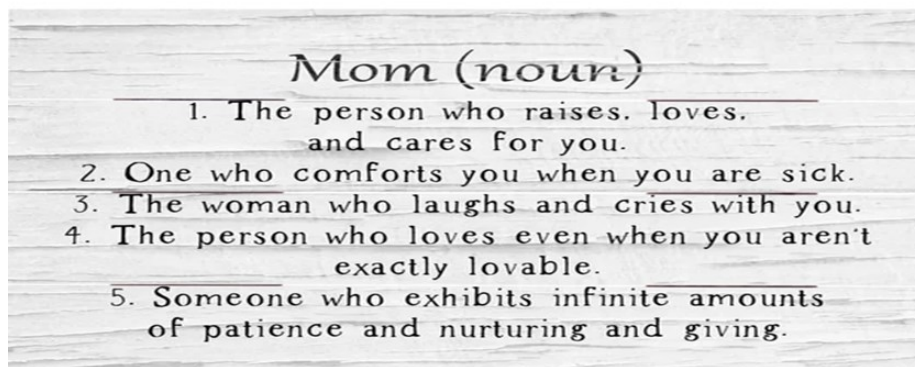 Mom (noun)
1. The person who raises, loves,
and cares for you.
2. One who comforts you when you are sick.
3. The woman who laughs and cries with you.
4. The person who loves even when you aren't
exactly lovable.
5. Someone who exhibits infinite amounts
of patience and nurturing and giving.